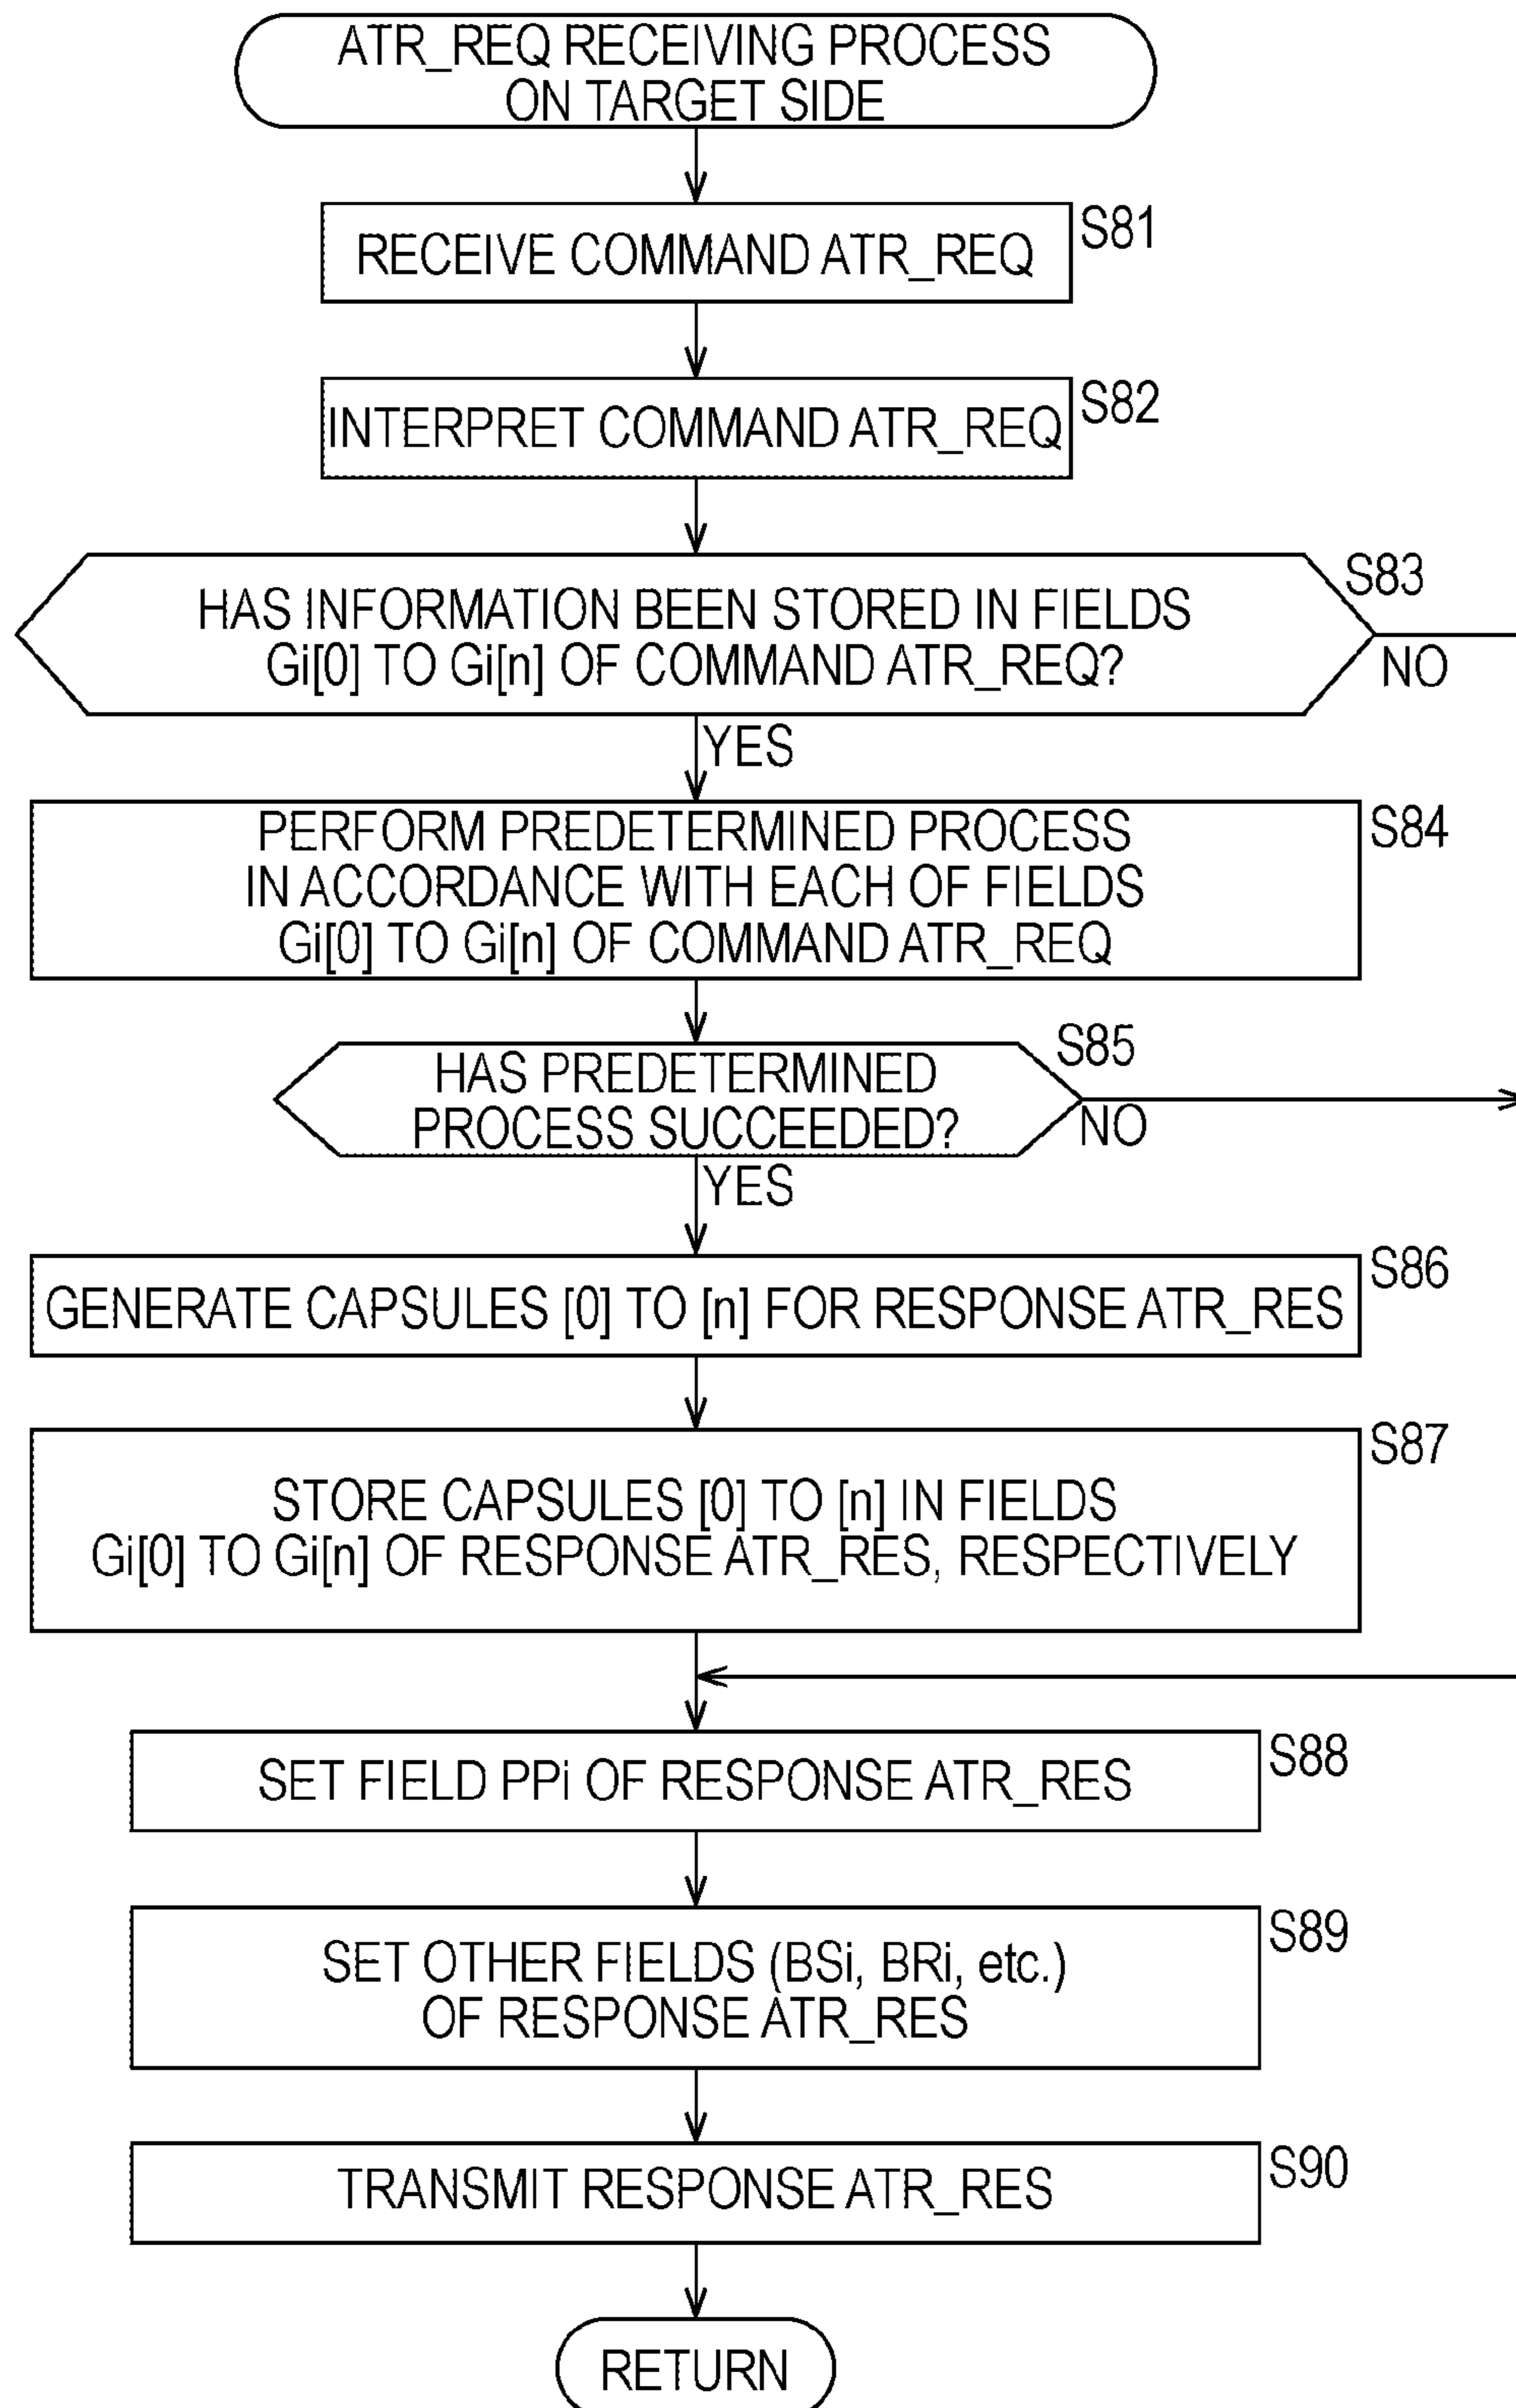 ATR_REQ RECEIVING PROCESS
ON TARGET SIDE
RECEIVE COMMAND ATR_REQ
S81
INTERPRET COMMAND ATR_REQ
S82
HAS INFORMATION BEEN STORED IN FIELDS
Gi[0] TO Gi[n] OF COMMAND ATR_REQ?
S83
NO
YES
PERFORM PREDETERMINED PROCESS
IN ACCORDANCE WITH EACH OF FIELDS
Gi[0] TO Gi[n] OF COMMAND ATR_REQ
S84
HAS PREDETERMINED
PROCESS SUCCEEDED?
S85
NO
YES
GENERATE CAPSULES [0] TO [n] FOR RESPONSE ATR_RES
S86
STORE CAPSULES [0] TO [n] IN FIELDS
Gi[0] TO Gi[n] OF RESPONSE ATR_RES, RESPECTIVELY
S87
SET FIELD PPi OF RESPONSE ATR_RES
S88
SET OTHER FIELDS (BSi, BRi, etc.)
OF RESPONSE ATR_RES
S89
TRANSMIT RESPONSE ATR_RES
S90
RETURN